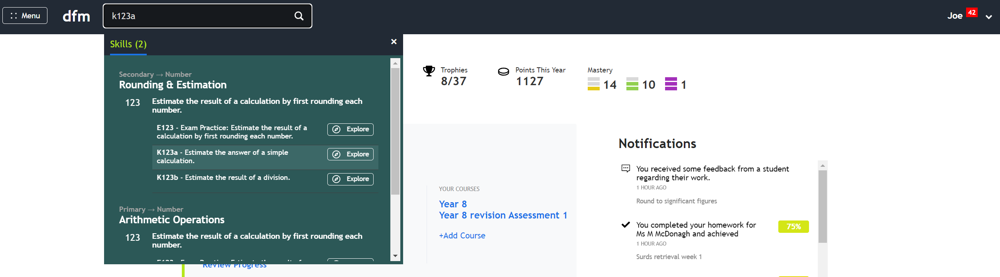 Menu
dfm
k123a
Joe 42
Skills (2)
Secondary → Number
Rounding & Estimation
123
Estimate the result of a calculation by first rounding each
number.
E123 - Exam Practice: Estimate the result of a
calculation by first rounding each number.
Explore
K123a - Estimate the answer of a simple
calculation.
Explore
K123b - Estimate the result of a division.
Explore
Primary → Number
Arithmetic Operations
123
Estimate the result of a calculation by first rounding each
number.
Review Progress
Trophies
8/37
Points This Year
1127
Mastery
14
10
1
YOUR COURSES
Year 8
Year 8 revision Assessment 1
+Add Course
Notifications
You received some feedback from a student
regarding their work.
1 HOUR AGO
Round to significant figures
You completed your homework for
Ms M McDonagh and achieved
75%
1 HOUR AGO
Surds retrieval week 1